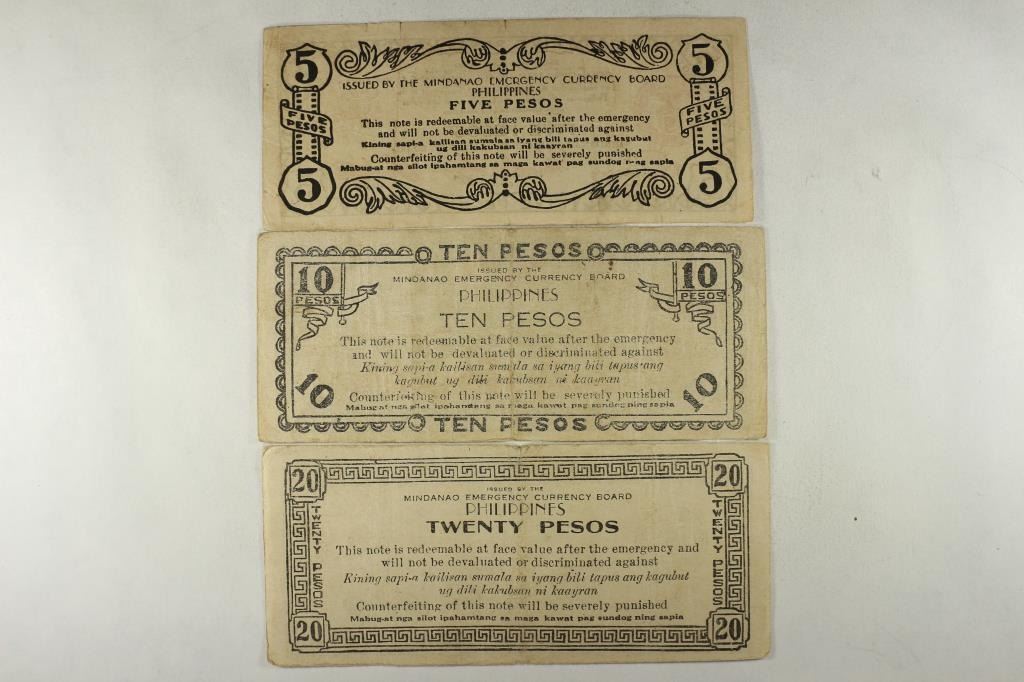 5 5
ISSUED BY THE MINDANAO EMCRGENCY CURRENCY BOARD
PHILIPPINES
FIVE PESOS
FIVE PESOS
FIVE PESOS
This note is redeemable at face value after the emergency
and will not be devaluated or discriminated against
Kining sapi-a kailisan sumala sa iyang bili tapus ang kagubut
ug dili kakubsan ni kaayran
Counterfeiting of this note will be severely punished
Mabug-at nga silot ipahamtang sa maga kawat pag sundog ning sapia
5 5
TEN PESOS
10 PESOS
10 PESOS
ISSUED BY THE
MINDANAO EMERGENCY CURRENCY BOARD
PHILIPPINES
TEN PESOS
This note is redeemable at face value after the emergency
and will not be devaluated or discriminated against
Kining sapi-a kailisan sumala sa iyang bili tapus ang
kagubut ug dili kakubsan ni kaayran
Counterfeiting of this note will be severely punished
Mabug-at nga silot ipahamtang sa maga kawat pag sundog ning sapia
10 10
TEN PESOS
20 20
ISSUED BY THE
MINDANAO EMERGENCY CURRENCY BOARD
PHILIPPINES
TWENTY PESOS
TWENTY PESOS
TWENTY PESOS
This note is redeemable at face value after the emergency and
will not be devaluated or discriminated against
Kining sapi-a kailisan sumala sa iyang bili tapus ang kagubut
ug dili kakubsan ni kaayran
Counterfeiting of this note will be severely punished
Mabug-at nga silot ipahamtang sa maga kawat pag sundog ning sapia
20 20